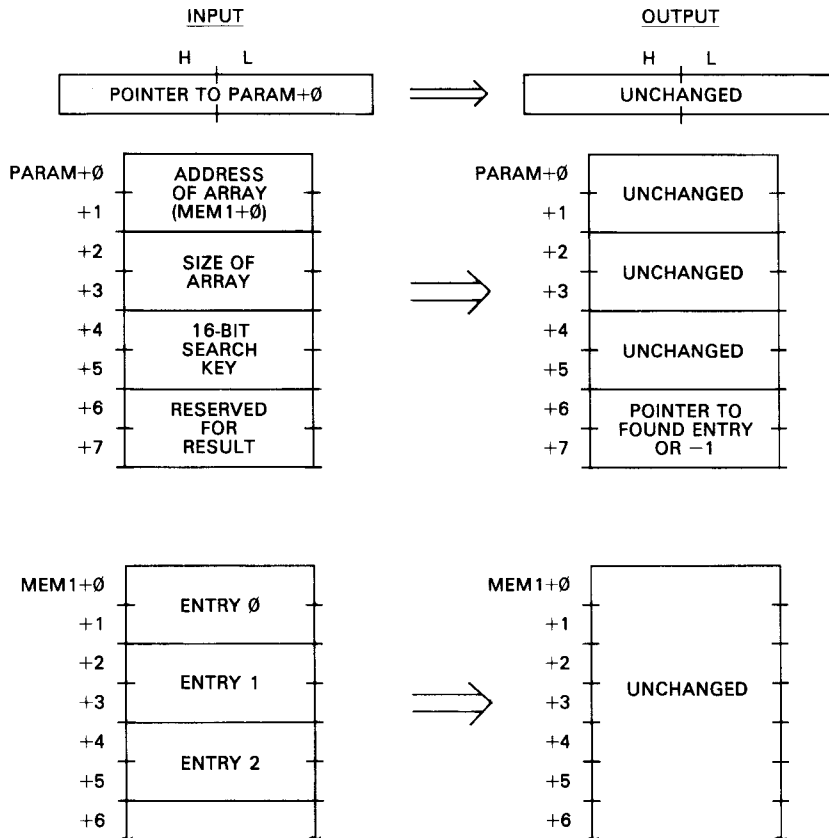 INPUT
OUTPUT
H L
H L
POINTER TO PARAM+Ø
UNCHANGED
PARAM+Ø
+1
+2
+3
+4
+5
+6
+7
ADDRESS
OF ARRAY
(MEM1+Ø)
SIZE OF
ARRAY
16-BIT
SEARCH
KEY
RESERVED
FOR
RESULT
PARAM+Ø
+1
+2
+3
+4
+5
+6
+7
UNCHANGED
UNCHANGED
UNCHANGED
POINTER TO
FOUND ENTRY
OR −1
MEM1+Ø
+1
+2
+3
+4
+5
+6
ENTRY Ø
ENTRY 1
ENTRY 2
MEM1+Ø
+1
+2
+3
+4
+5
+6
UNCHANGED